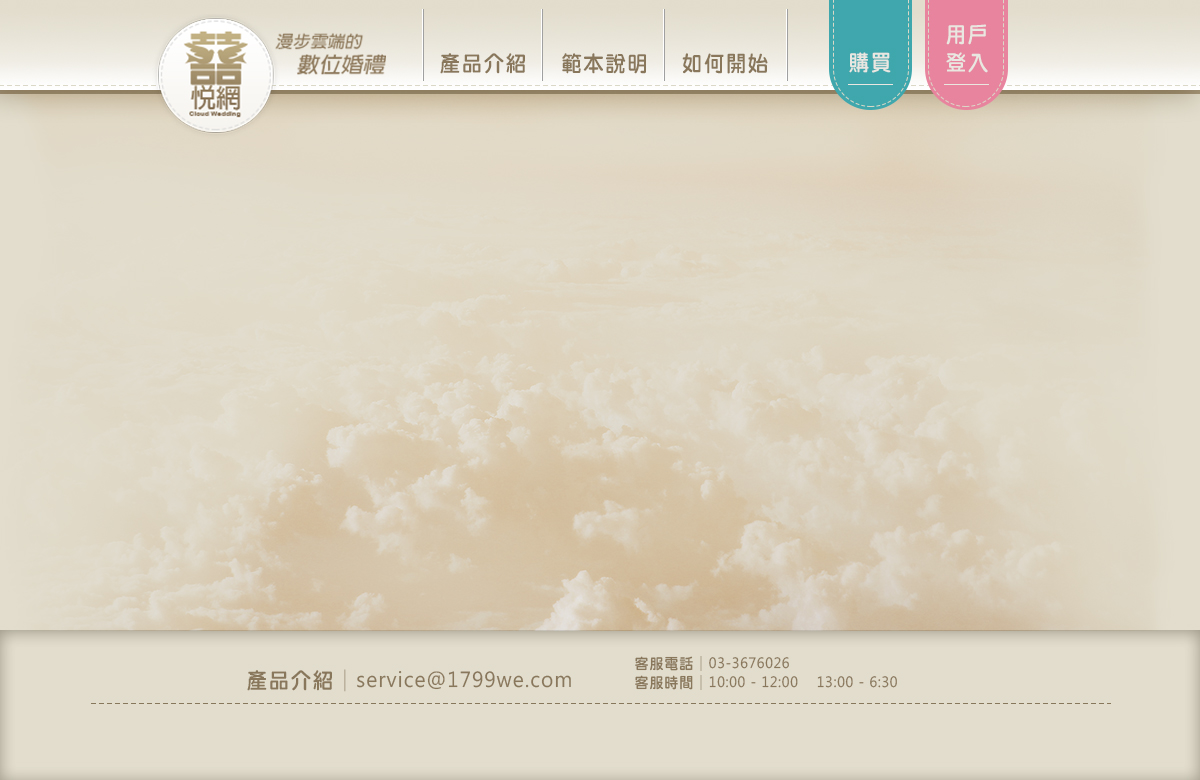 囍
悅網
Cloud Wedding
漫步雲端的
數位婚禮
產品介紹
範本說明
如何開始
購買
用戶
登入
產品介紹｜service@1799we.com
客服電話｜03-3676026
客服時間｜10:00 - 12:00 13:00 - 6:30